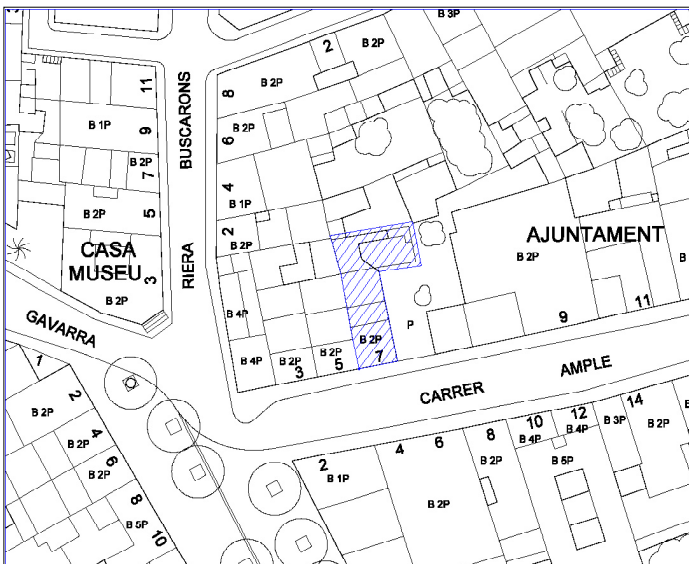 B 3P
2
B 2P
11
8
B 2P
BUSCARONS
B 1P
9
6
B 2P
B 2P
7
4
B 1P
B 2P
5
2
B 2P
CASA
MUSEU
RIERA
3
B 2P
AJUNTAMENT
B 2P
B
11
9
GAVARRA
B 4P
P
B 2P
7
B 4P
B 2P
3
B 2P
5
1
2
CARRER
AMPLE
B 2P
4
B 2P
6
B 2P
8
B 5P
10
2
B 1P
4
6
B 2P
8
B 2P
10
B 4P
12
B 4P
B 5P
B 3P
14
B 2P
B